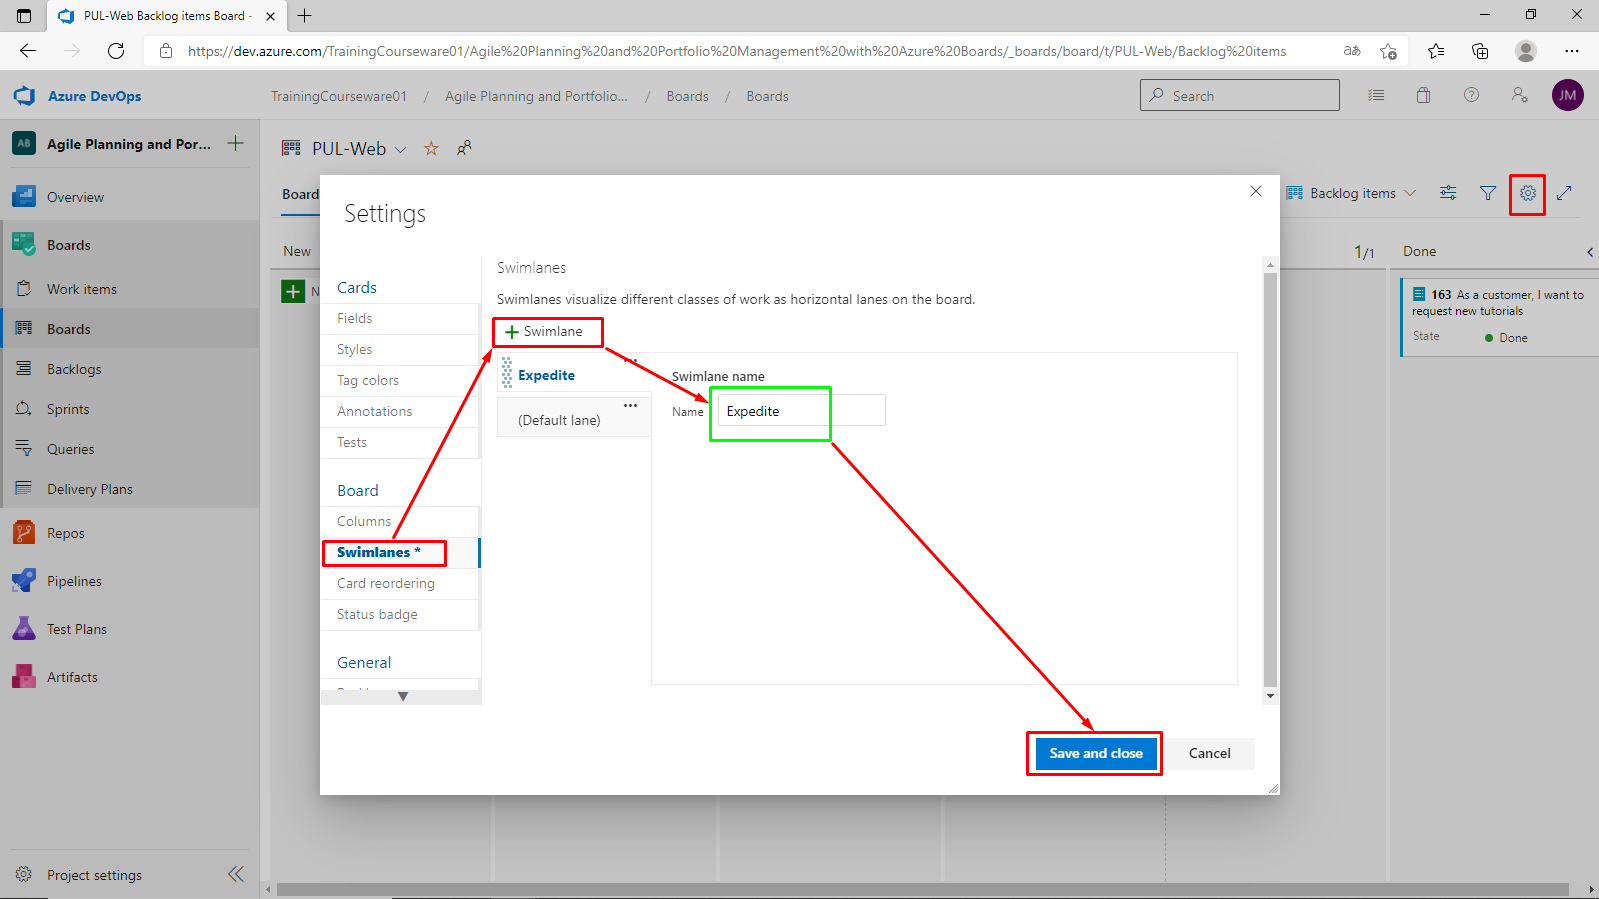 PUL-Web Backlog items Board -
https://dev.azure.com/TrainingCourseware01/Agile%20Planning%20and%20Portfolio%20Management%20with%20Azure%20Boards/_boards/board/t/PUL-Web/Backlog%20items
Azure DevOps
TrainingCourseware01 / Agile Planning and Portfolio... / Boards / Boards
Search
JM
AB
Agile Planning and Por...
Overview
Boards
Work items
Boards
Backlogs
Sprints
Queries
Delivery Plans
Repos
Pipelines
Test Plans
Artifacts
Project settings
PUL-Web
Board
Backlog items
New
1/1
Done
N
163 As a customer, I want to
request new tutorials
State
Done
Settings
Cards
Fields
Styles
Tag colors
Annotations
Tests
Board
Columns
Swimlanes *
Card reordering
Status badge
General
Swimlanes
Swimlanes visualize different classes of work as horizontal lanes on the board.
Swimlane
Expedite
(Default lane)
Swimlane name
Name
Expedite
Save and close
Cancel